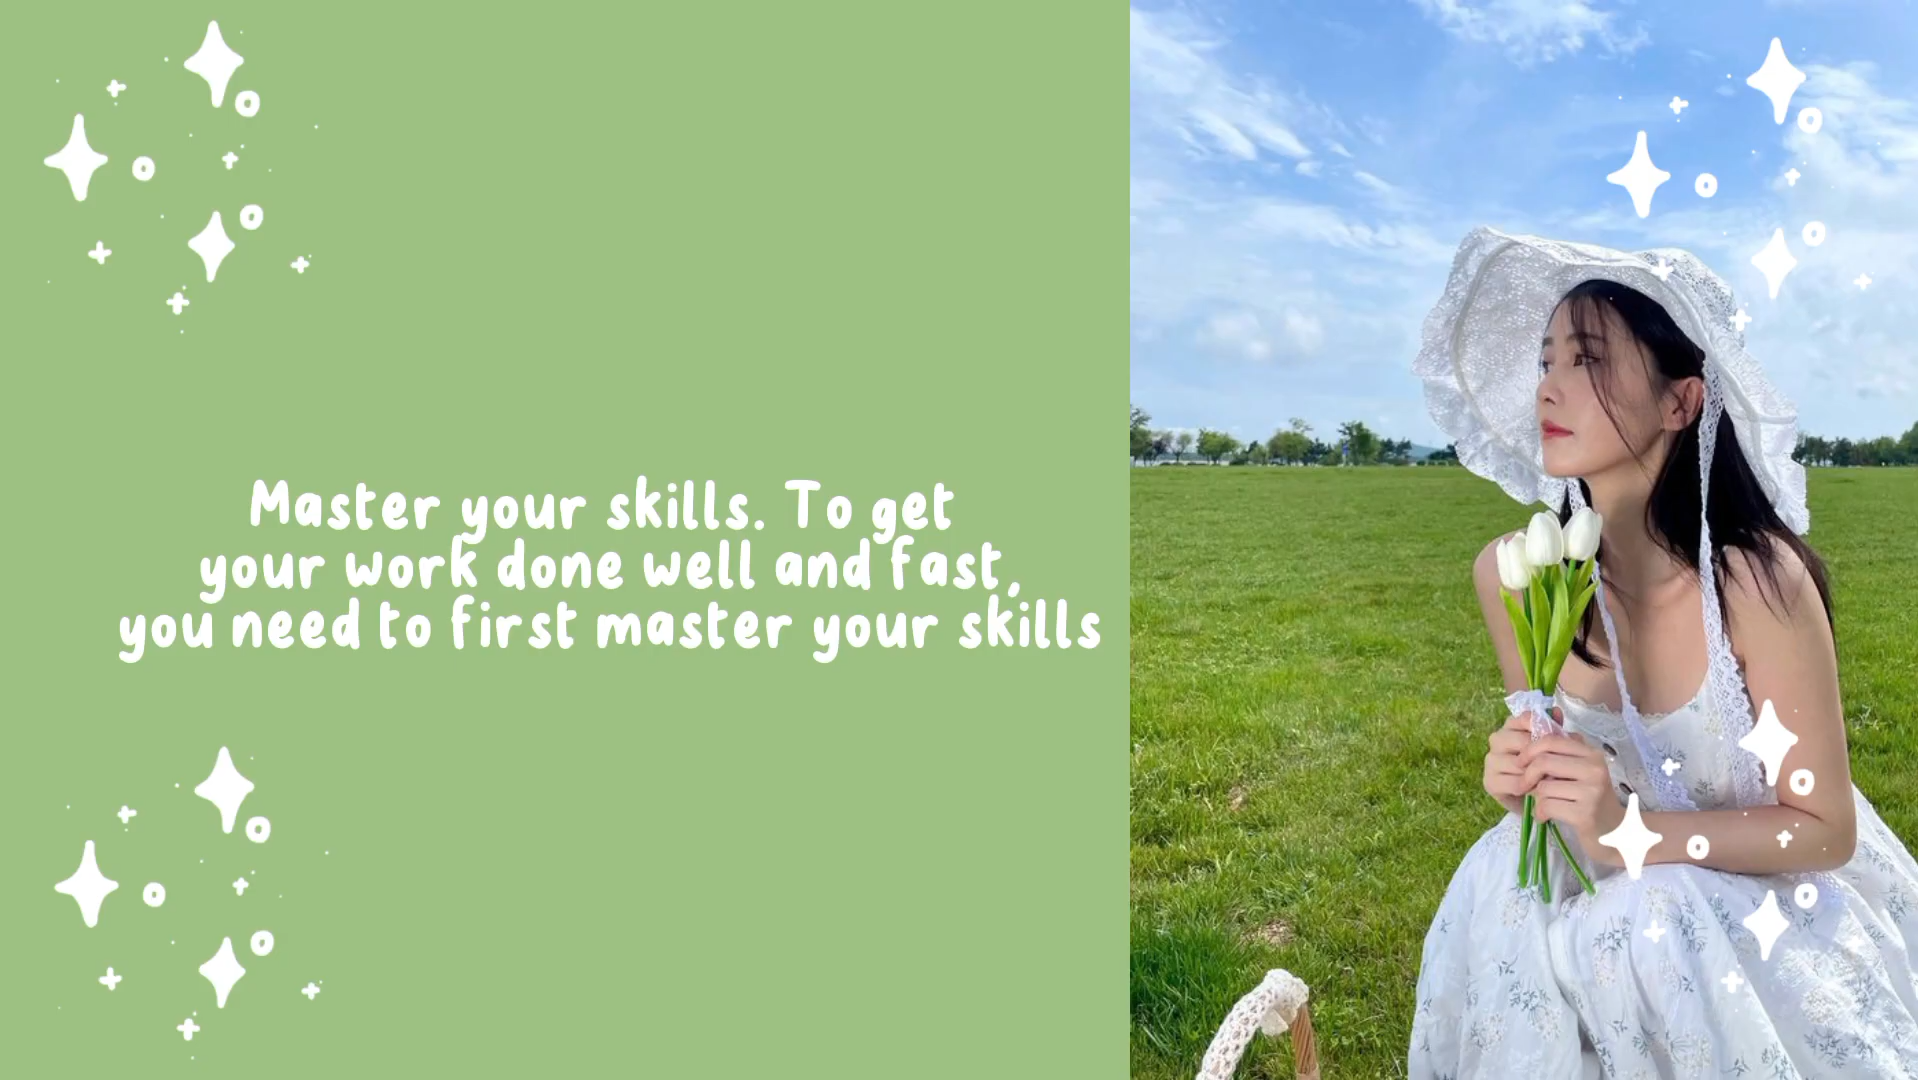 Master your skills. To get
your work done well and fast,
you need to first master your skills